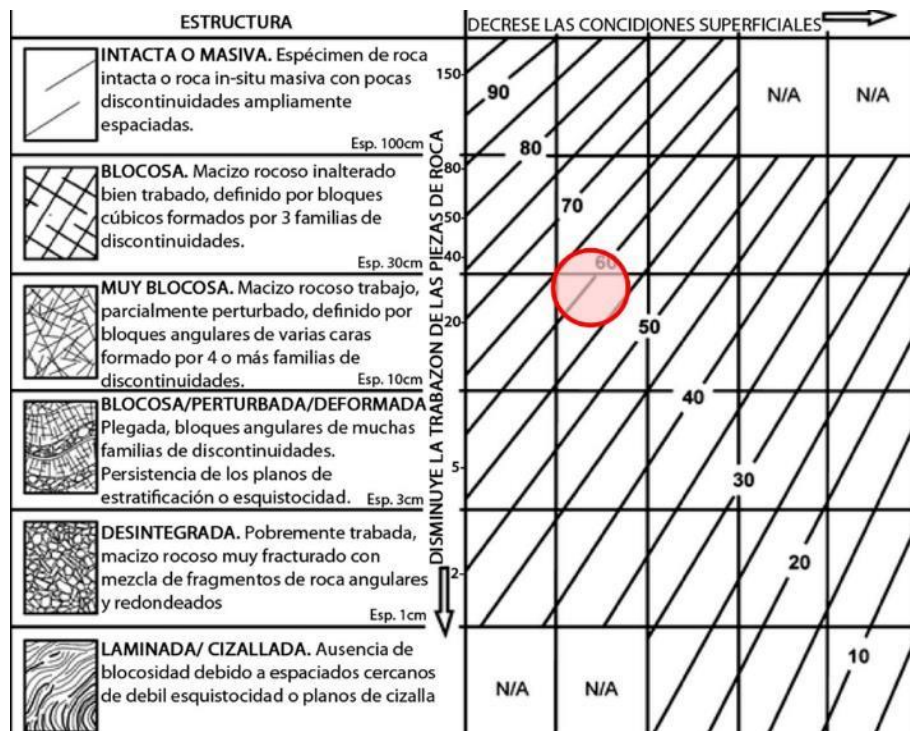 ESTRUCTURA
DECRESE LAS CONCIDIONES SUPERFICIALES
INTACTA O MASIVA. Espécimen de roca
intacta o roca in-situ masiva con pocas
discontinuidades ampliamente
espaciadas.
Esp. 100cm
BLOCOSA. Macizo rocoso inalterado
bien trabado, definido por bloques
cúbicos formados por 3 familias de
discontinuidades.
Esp. 30cm
MUY BLOCOSA. Macizo rocoso trabajo,
parcialmente perturbado, definido por
bloques angulares de varias caras
formado por 4 o más familias de
discontinuidades.
Esp. 10cm
BLOCOSA/PERTURBADA/DEFORMADA
Plegada, bloques angulares de muchas
familias de discontinuidades.
Persistencia de los planos de
estratificación o esquistocidad.
Esp. 3cm
DESINTEGRADA. Pobremente trabada,
macizo rocoso muy fracturado con
mezcla de fragmentos de roca angulares
y redondeados
Esp. 1cm
LAMINADA/ CIZALLADA. Ausencia de
blocosidad debido a espaciados cercanos
de debil esquistocidad o planos de cizalla
DISMINUYE LA TRABAZON DE LAS PIEZAS DE ROCA
150
80
50
40
20
5
2
90
80
70
60
50
40
30
20
10
N/A
N/A
N/A
N/A